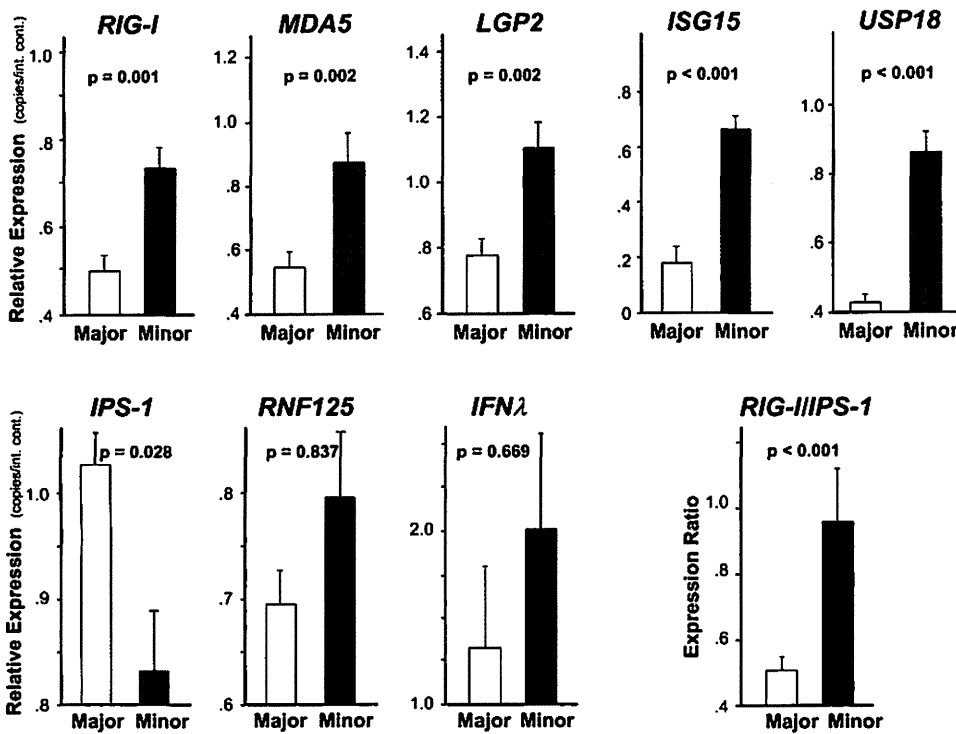 RIG-I
MDA5
LGP2
ISG15
USP18
Relative Expression (copies/int. cont.)
p = 0.001
p = 0.002
p = 0.002
p < 0.001
p < 0.001
1.0
.8
.6
.4
1.2
1.0
.8
.6
.4
1.4
1.2
1.0
.8
.6
.8
.6
.4
.2
0
1.0
.8
.6
.4
Major Minor
Major Minor
Major Minor
Major Minor
Major Minor
IPS-1
RNF125
IFNλ
RIG-I/IPS-1
Relative Expression (copies/int. cont.)
p = 0.028
p = 0.837
p = 0.669
p < 0.001
1.0
.9
.8
.8
.7
.6
2.0
1.0
Expression Ratio
1.0
.8
.6
.4
Major Minor
Major Minor
Major Minor
Major Minor